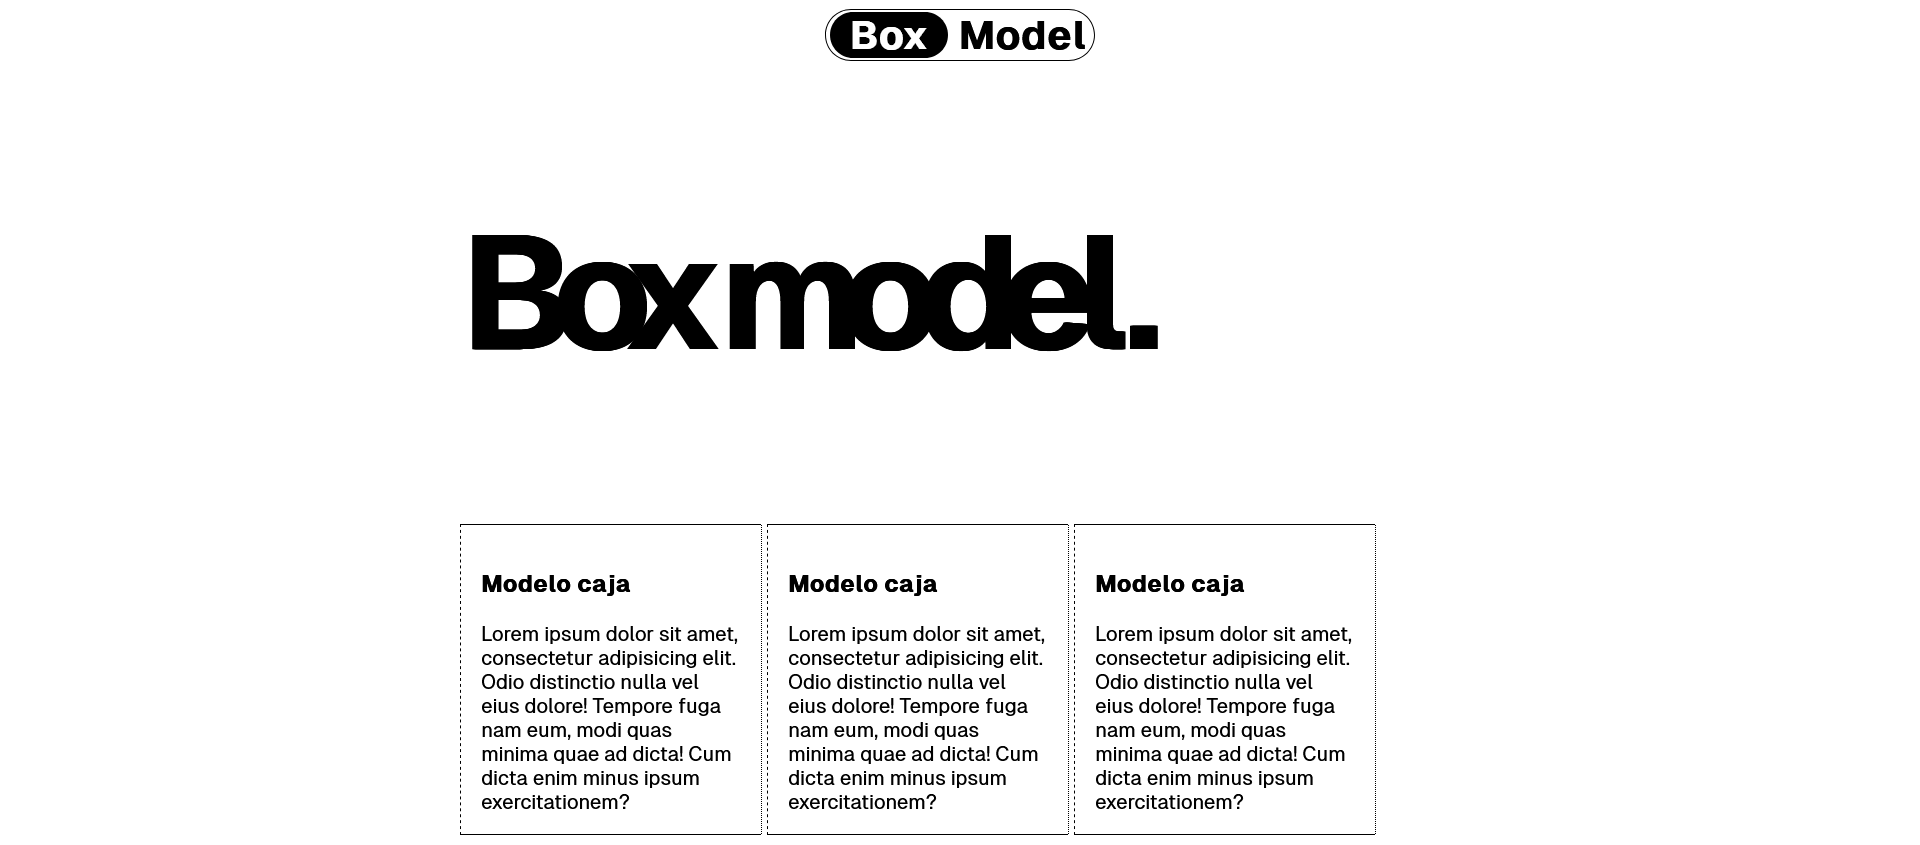 Box Model
Box model.
Modelo caja
Lorem ipsum dolor sit amet,
consectetur adipisicing elit.
Odio distinctio nulla vel
eius dolore! Tempore fuga
nam eum, modi quas
minima quae ad dicta! Cum
dicta enim minus ipsum
exercitationem?
Modelo caja
Lorem ipsum dolor sit amet,
consectetur adipisicing elit.
Odio distinctio nulla vel
eius dolore! Tempore fuga
nam eum, modi quas
minima quae ad dicta! Cum
dicta enim minus ipsum
exercitationem?
Modelo caja
Lorem ipsum dolor sit amet,
consectetur adipisicing elit.
Odio distinctio nulla vel
eius dolore! Tempore fuga
nam eum, modi quas
minima quae ad dicta! Cum
dicta enim minus ipsum
exercitationem?